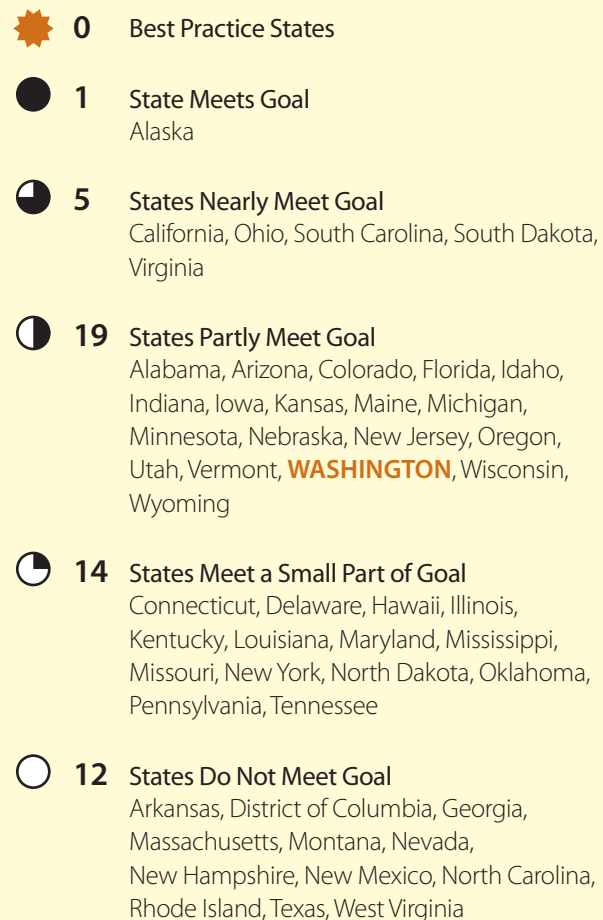 0 Best Practice States
1 State Meets Goal
Alaska
5 States Nearly Meet Goal
California, Ohio, South Carolina, South Dakota,
Virginia
19 States Partly Meet Goal
Alabama, Arizona, Colorado, Florida, Idaho,
Indiana, Iowa, Kansas, Maine, Michigan,
Minnesota, Nebraska, New Jersey, Oregon,
Utah, Vermont, WASHINGTON, Wisconsin,
Wyoming
14 States Meet a Small Part of Goal
Connecticut, Delaware, Hawaii, Illinois,
Kentucky, Louisiana, Maryland, Mississippi,
Missouri, New York, North Dakota, Oklahoma,
Pennsylvania, Tennessee
12 States Do Not Meet Goal
Arkansas, District of Columbia, Georgia,
Massachusetts, Montana, Nevada,
New Hampshire, New Mexico, North Carolina,
Rhode Island, Texas, West Virginia